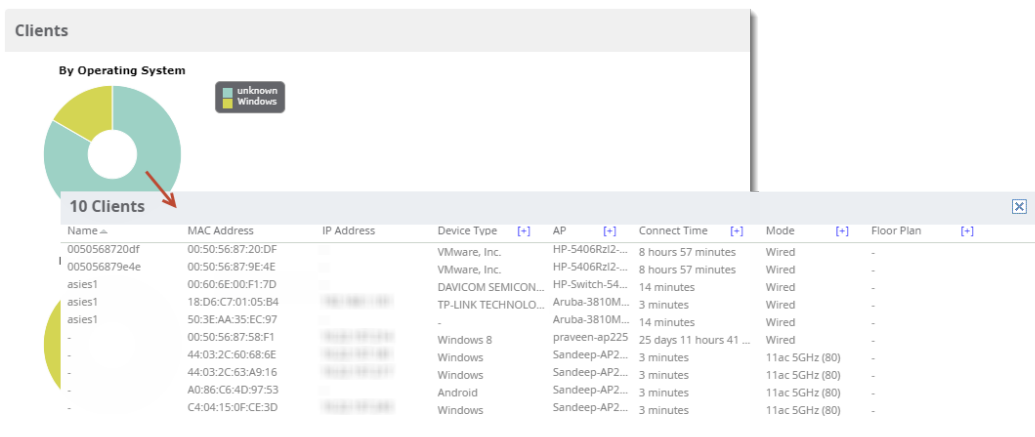 Clients
By Operating System
unknown
Windows
10 Clients
Name MAC Address IP Address Device Type [+] AP [+] Connect Time [+] Mode [+] Floor Plan [+]
0050568720df 00:50:56:87:20:DF VMware, Inc. HP-5406Rzl2-... 8 hours 57 minutes Wired -
005056879e4e 00:50:56:87:9E:4E VMware, Inc. HP-5406Rzl2-... 8 hours 57 minutes Wired -
asies1 00:60:6E:00:F1:7D DAVICOM SEMICON... HP-Switch-54... 14 minutes Wired -
asies1 18:D6:C7:01:05:B4 TP-LINK TECHNOLO... Aruba-3810M... 3 minutes Wired -
asies1 50:3E:AA:35:EC:97 - Aruba-3810M... 14 minutes Wired -
- 00:50:56:87:58:F1 Windows 8 praveen-ap225 25 days 11 hours 41 ... Wired -
- 44:03:2C:60:68:6E Windows Sandeep-AP2... 3 minutes 11ac 5GHz (80) -
- 44:03:2C:63:A9:16 Windows Sandeep-AP2... 3 minutes 11ac 5GHz (80) -
- A0:86:C6:4D:97:53 Android Sandeep-AP2... 3 minutes 11ac 5GHz (80) -
- C4:04:15:0F:CE:3D Windows Sandeep-AP2... 3 minutes 11ac 5GHz (80) -